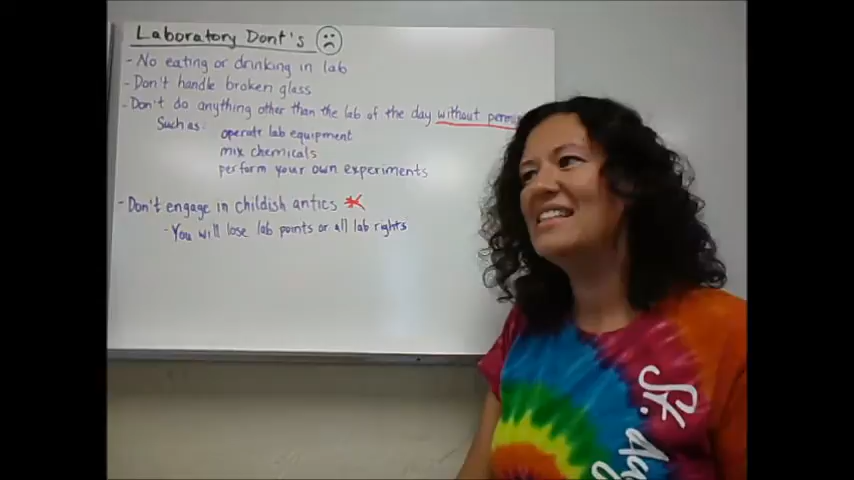 Laboratory Dont's
- No eating or drinking in lab
- Don't handle broken glass
- Don't do anything other than the lab of the day without
Such as: operate lab equipment
mix chemicals
perform your own experiments
- Don't engage in childish antics
- You will lose lab points or all lab rights
St.